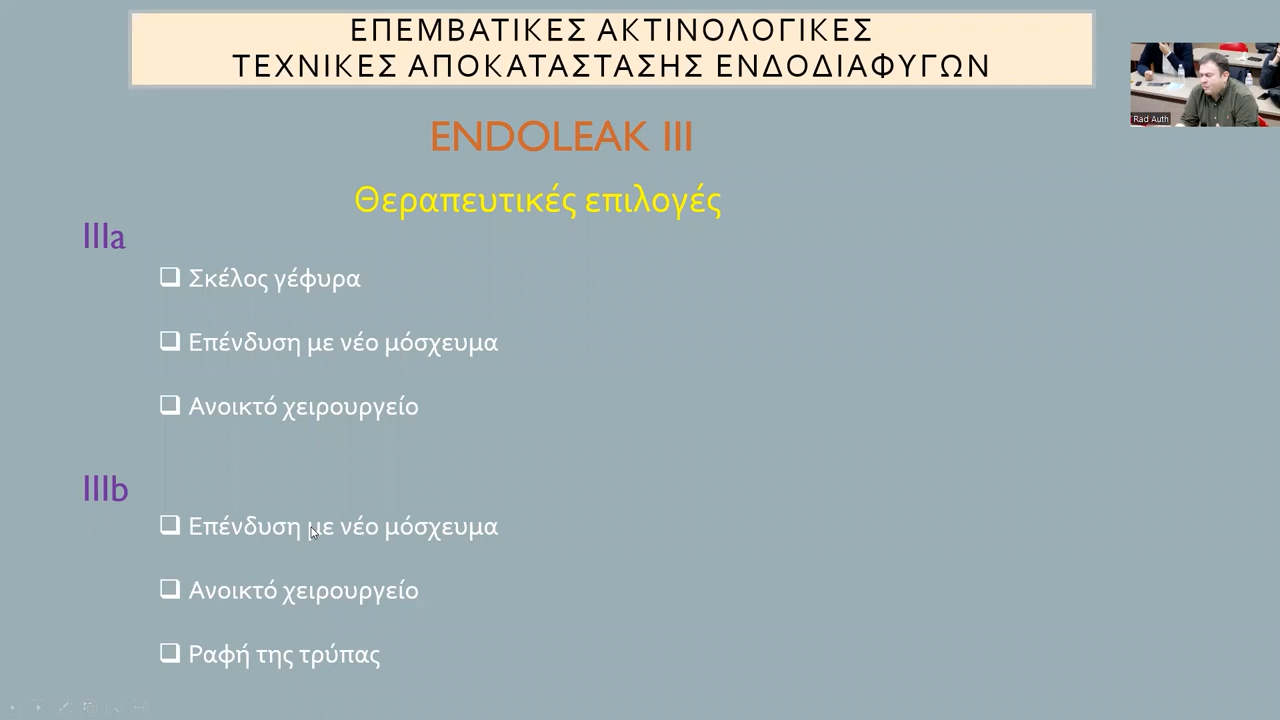 ΕΠΕΜΒΑΤΙΚΕΣ ΑΚΤΙΝΟΛΟΓΙΚΕΣ
ΤΕΧΝΙΚΕΣ ΑΠΟΚΑΤΑΣΤΑΣΗΣ ΕΝΔΟΔΙΑΦΥΓΩΝ
Rad Auth
ENDOLEAK III
Θεραπευτικές επιλογές
IIIa
Σκέλος γέφυρα
Επένδυση με νέο μόσχευμα
Ανοικτό χειρουργείο
IIIb
Επένδυση με νέο μόσχευμα
Ανοικτό χειρουργείο
Ραφή της τρύπας